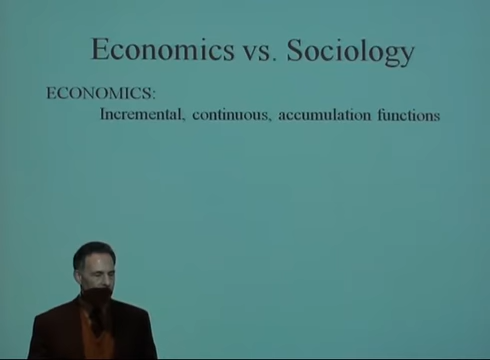 Economics vs. Sociology
ECONOMICS:
Incremental, continuous, accumulation functions